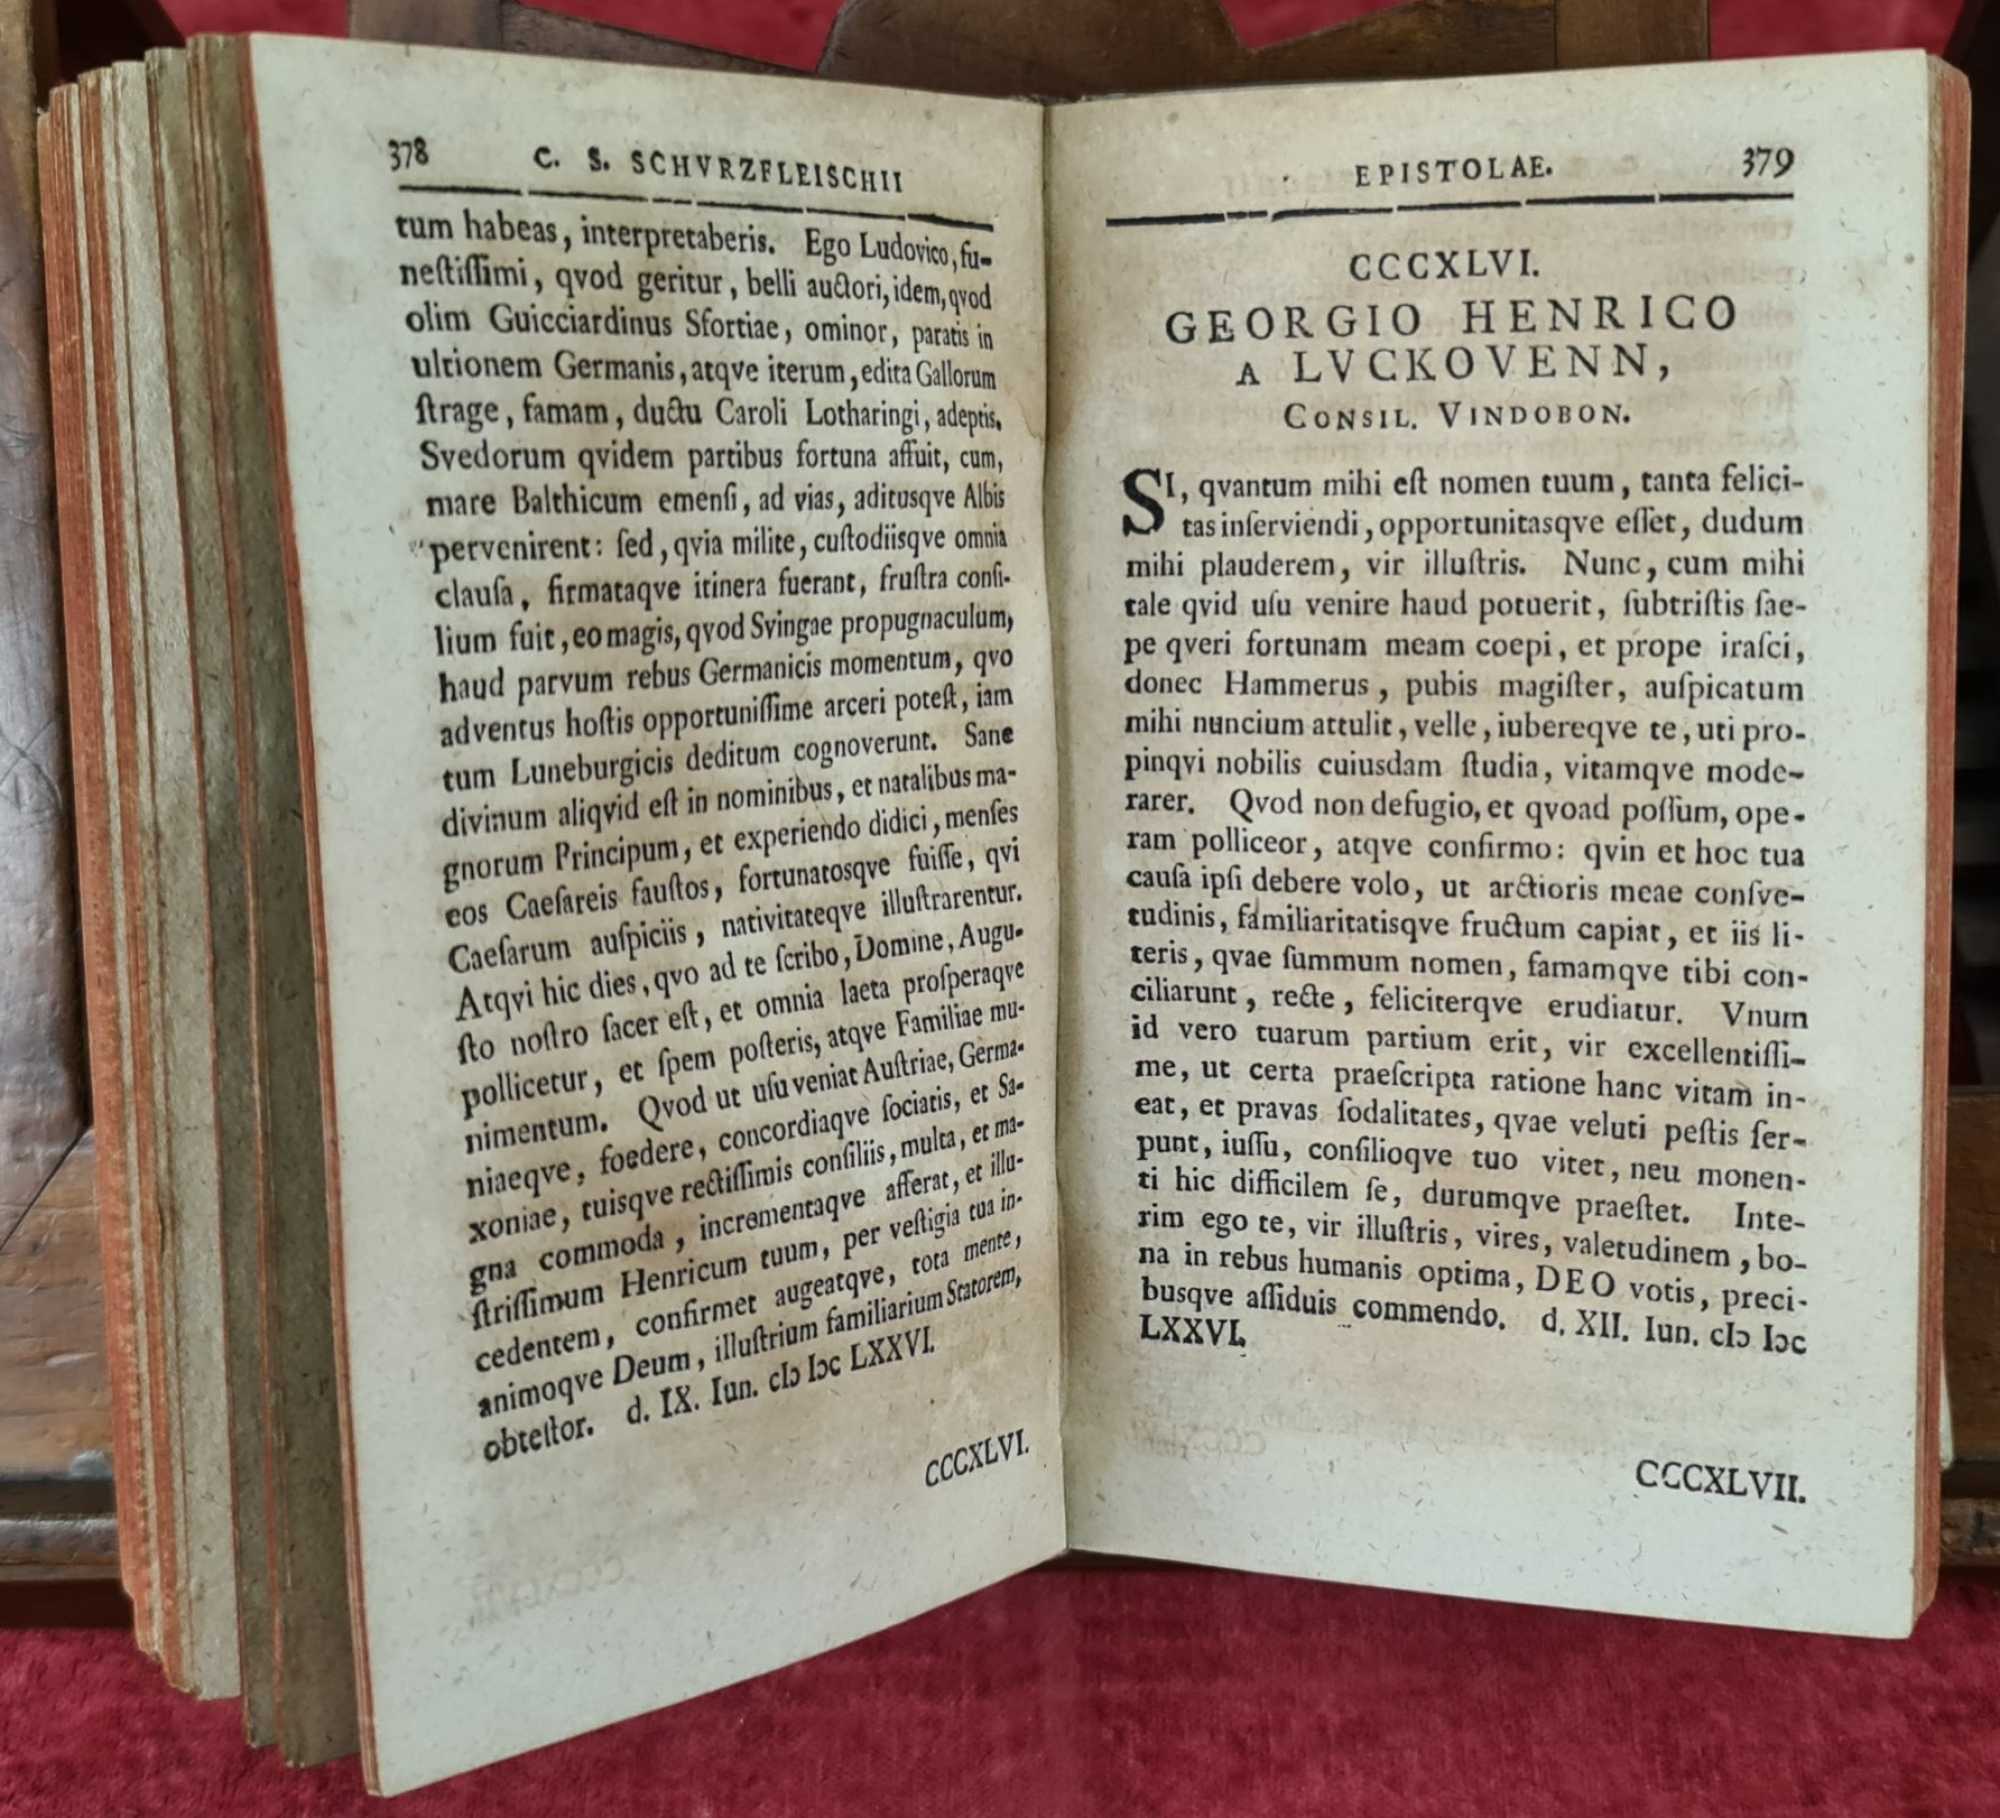 378 C. S. SCHVRZFLEISCHII
tum habeas, interpretaberis. Ego Ludovico, fu-
neſtiſſimi, qvod geritur, belli auctori, idem, qvod
olim Guicciardinus Sfortiae, ominor, paratis in
ultionem Germanis, atqve iterum, edita Gallorum
ſtrage, famam, ductu Caroli Lotharingi, adeptis.
Svedorum qvidem partibus fortuna affuit, cum,
mare Balthicum emenſi, ad vias, aditusqve Albis
pervenirent: ſed, qvia milite, cuſtodiisqve omnia
clauſa, firmataqve itinera fuerant, fruſtra conſi-
lium fuit, eo magis, qvod Svingae propugnaculum,
haud parvum rebus Germanicis momentum, qvo
adventus hoſtis opportuniſſime arceri poteſt, iam
tum Luneburgicis deditum cognoverunt. Sane
divinum aliqvid eſt in nominibus, et natalibus ma-
gnorum Principum, et experiendo didici, menſes
eos Caeſareis fauſtos, fortunatosqve fuiſſe, qvi
Caeſarum auſpiciis, nativitateqve illuſtrarentur.
Atqvi hic dies, qvo ad te ſcribo, Domine, Augu-
ſto noſtro ſacer eſt, et omnia laeta proſperaqve
pollicetur, et ſpem poſteris, atqve Familiae mu-
nimentum. Qvod ut uſu veniat Auſtriae, Germa-
niaeqve, foedere, concordiaqve ſociatis, et Sa-
xoniae, tuisqve rectiſſimis conſiliis, multa, et ma-
gna commoda, incrementaqve afferat, et illu-
ſtriſſimum Henricum tuum, per veſtigia tua in-
cedentem, confirmet augeatqve, tota mente,
animoqve Deum, illuſtrium familiarium Statorem,
obteſtor. d. IX. Iun. cIɔ Iɔc LXXVI.
CCCXLVI.
EPISTOLAE. 379
CCCXLVI.
GEORGIO HENRICO
A LVCKOVENN,
CONSIL. VINDOBON.
SI, qvantum mihi eſt nomen tuum, tanta felici-
tas inſerviendi, opportunitasqve eſſet, dudum
mihi plauderem, vir illuſtris. Nunc, cum mihi
tale qvid uſu venire haud potuerit, ſubtriſtis ſae-
pe qveri fortunam meam coepi, et prope iraſci,
donec Hammerus, pubis magiſter, auſpicatum
mihi nuncium attulit, velle, iubereqve te, uti pro-
pinqvi nobilis cuiusdam ſtudia, vitamqve mode-
rarer. Qvod non defugio, et qvoad poſſum, ope-
ram polliceor, atqve confirmo: qvin et hoc tua
cauſa ipſi debere volo, ut arctioris meae conſve-
tudinis, familiaritatisqve fructum capiat, et iis li-
teris, qvae ſummum nomen, famamqve tibi con-
ciliarunt, recte, feliciterqve erudiatur. Vnum
id vero tuarum partium erit, vir excellentiſſi-
me, ut certa praeſcripta ratione hanc vitam in-
eat, et pravas ſodalitates, qvae veluti peſtis ſer-
punt, iuſſu, conſilioqve tuo vitet, neu monen-
ti hic difficilem ſe, durumqve praeſtet. Inte-
rim ego te, vir illuſtris, vires, valetudinem, bo-
na in rebus humanis optima, DEO votis, preci-
busqve aſſiduis commendo. d. XII. Iun. cIɔ Iɔc
LXXVI.
CCCXLVII.